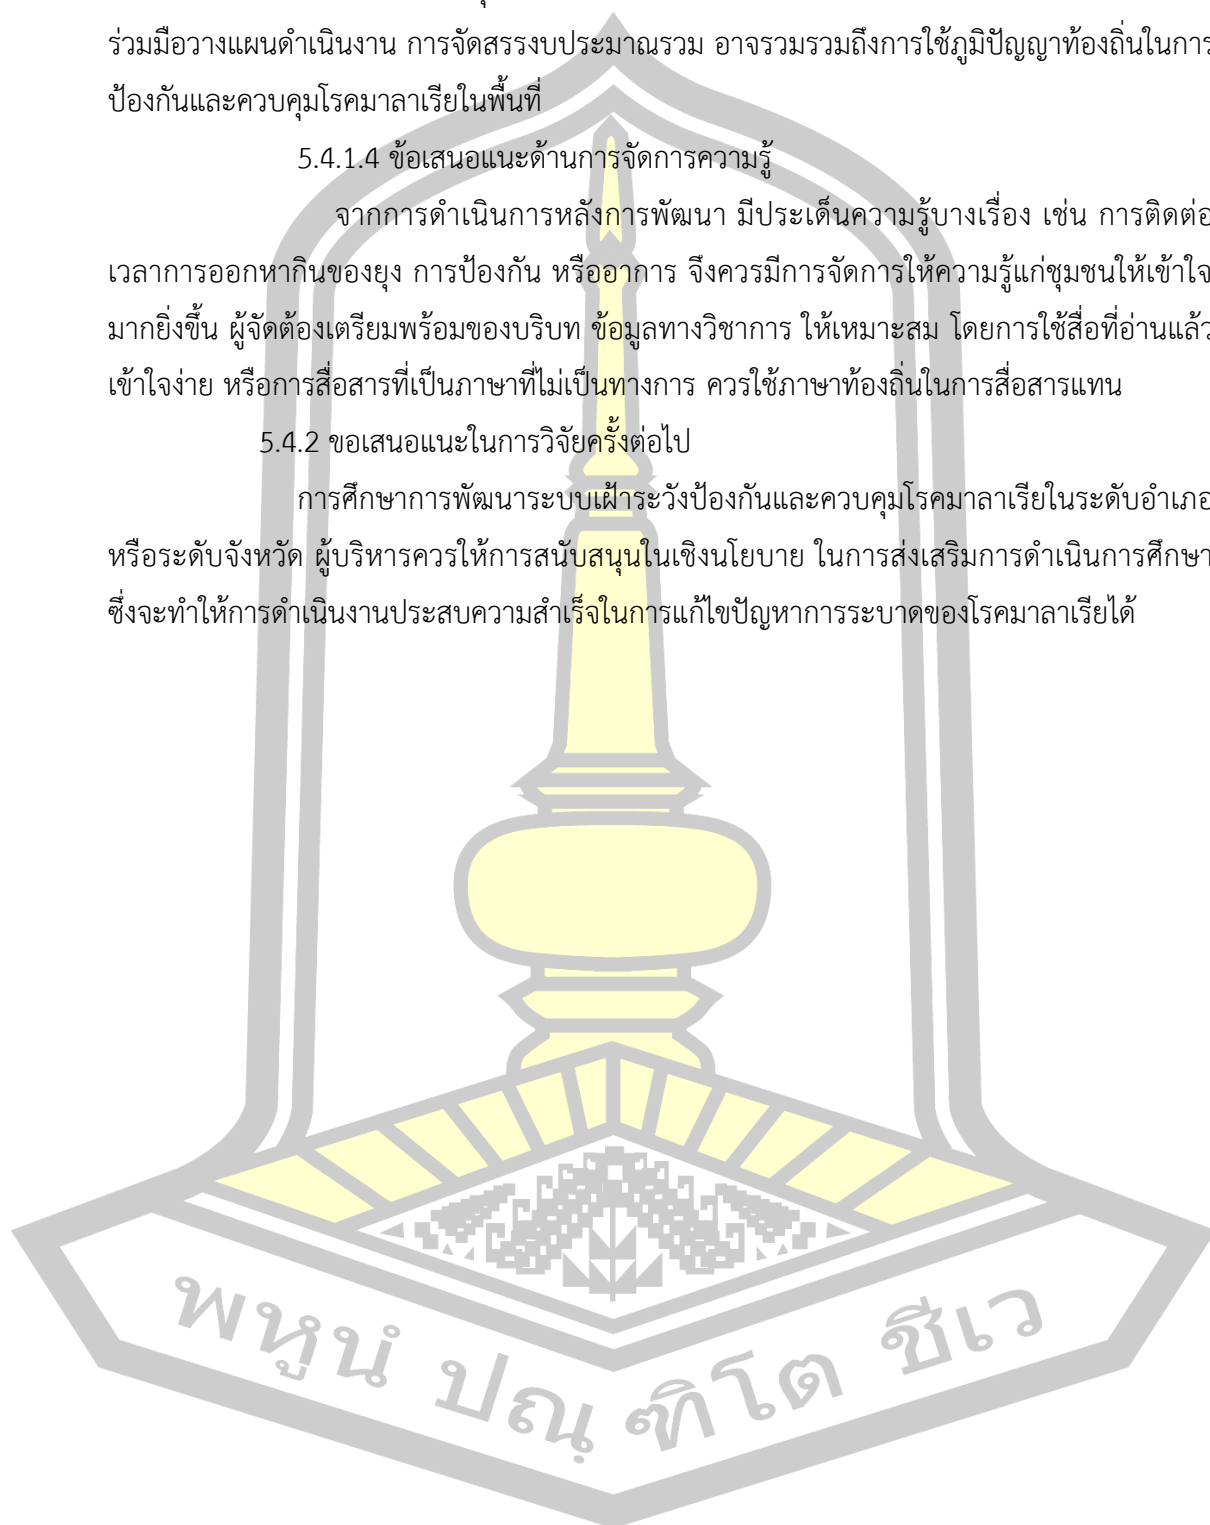 ร่วมมือวางแผนดำเนินงาน การจัดสรรงบประมาณรวม อาจรวมรวมถึงการใช้ภูมิปัญญาท้องถิ่นในการ
ป้องกันและควบคุมโรคมาลาเรียในพื้นที่
5.4.1.4 ข้อเสนอแนะด้านการจัดการความรู้
จากการดำเนินการหลังการพัฒนา มีประเด็นความรู้บางเรื่อง เช่น การติดต่อ
เวลาการออกหากินของยุง การป้องกัน หรืออาการ จึงควรมีการจัดการให้ความรู้แก่ชุมชนให้เข้าใจ
มากยิ่งขึ้น ผู้จัดต้องเตรียมพร้อมของบริบท ข้อมูลทางวิชาการ ให้เหมาะสม โดยการใช้สื่อที่อ่านแล้ว
เข้าใจง่าย หรือการสื่อสารที่เป็นภาษาที่ไม่เป็นทางการ ควรใช้ภาษาท้องถิ่นในการสื่อสารแทน
5.4.2 ขอเสนอแนะในการวิจัยครั้งต่อไป
การศึกษาการพัฒนาระบบเฝ้าระวังป้องกันและควบคุมโรคมาลาเรียในระดับอำเภอ
หรือระดับจังหวัด ผู้บริหารควรให้การสนับสนุนในเชิงนโยบาย ในการส่งเสริมการดำเนินการศึกษา
ซึ่งจะทำให้การดำเนินงานประสบความสำเร็จในการแก้ไขปัญหาการระบาดของโรคมาลาเรียได้
พหูนํ ปณฺฑิโต ชีเว